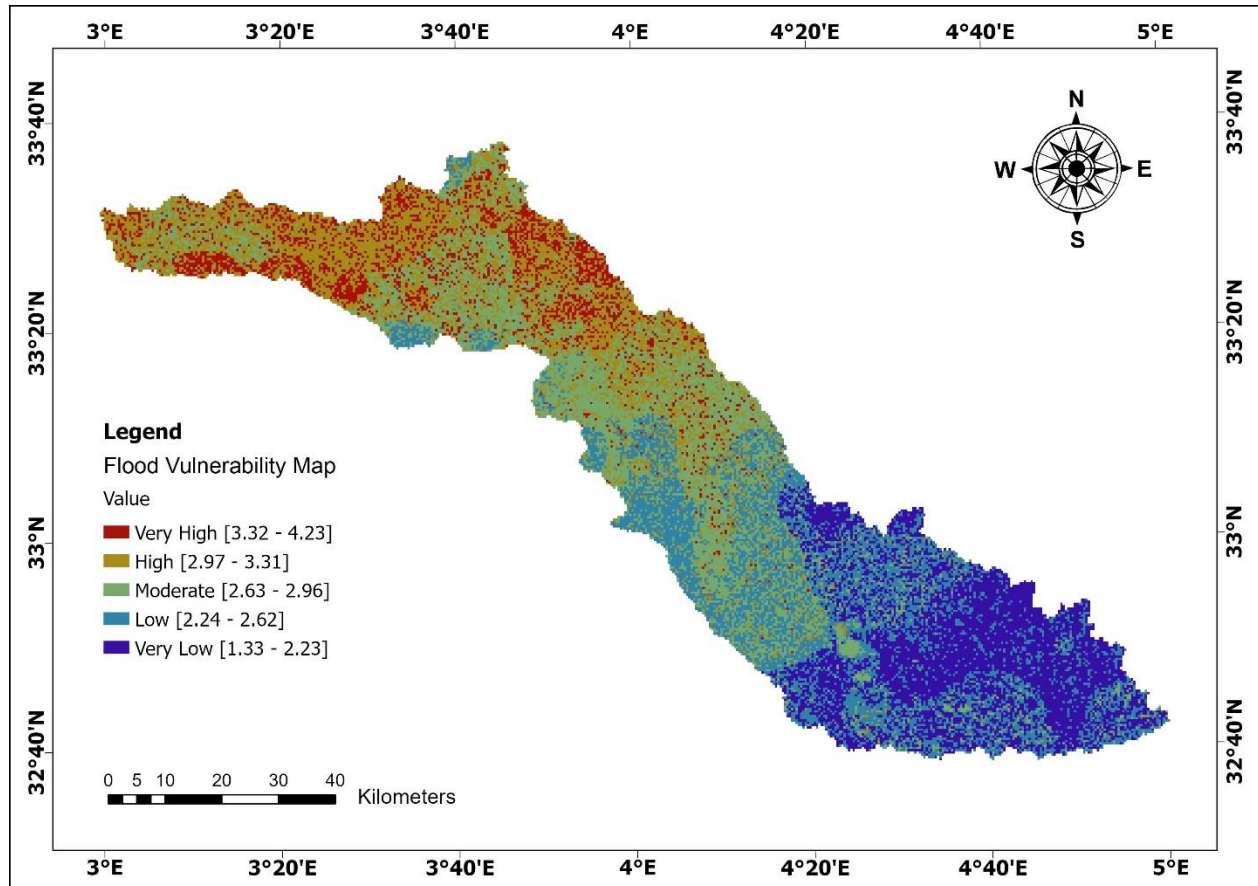 3°E 3°20'E 3°40'E 4°E 4°20'E 4°40'E 5°E
33°40'N 33°40'N
N
W E
S
33°20'N 33°20'N
Legend
Flood Vulnerability Map
Value
Very High [3.32 - 4.23]
High [2.97 - 3.31]
Moderate [2.63 - 2.96]
Low [2.24 - 2.62]
Very Low [1.33 - 2.23]
33°N 33°N
32°40'N 32°40'N
0 5 10 20 30 40
Kilometers
3°E 3°20'E 3°40'E 4°E 4°20'E 4°40'E 5°E